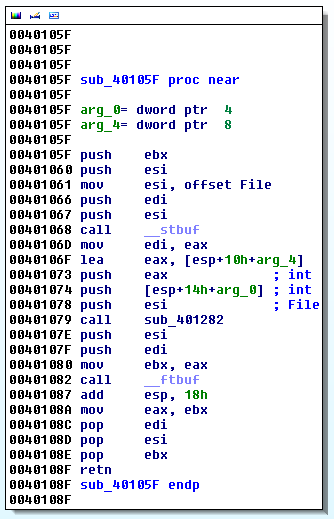 0040105F
0040105F
0040105F
0040105F sub_40105F proc near
0040105F
0040105F arg_0= dword ptr  4
0040105F arg_4= dword ptr  8
0040105F
0040105F push    ebx
00401060 push    esi
00401061 mov     esi, offset File
00401066 push    edi
00401067 push    esi
00401068 call    __stbuf
0040106D mov     edi, eax
0040106F lea     eax, [esp+10h+arg_4]
00401073 push    eax             ; int
00401074 push    [esp+14h+arg_0] ; int
00401078 push    esi             ; File
00401079 call    sub_401282
0040107E push    esi
0040107F push    edi
00401080 mov     ebx, eax
00401082 call    __ftbuf
00401087 add     esp, 18h
0040108A mov     eax, ebx
0040108C pop     edi
0040108D pop     esi
0040108E pop     ebx
0040108F retn
0040108F sub_40105F endp
0040108F